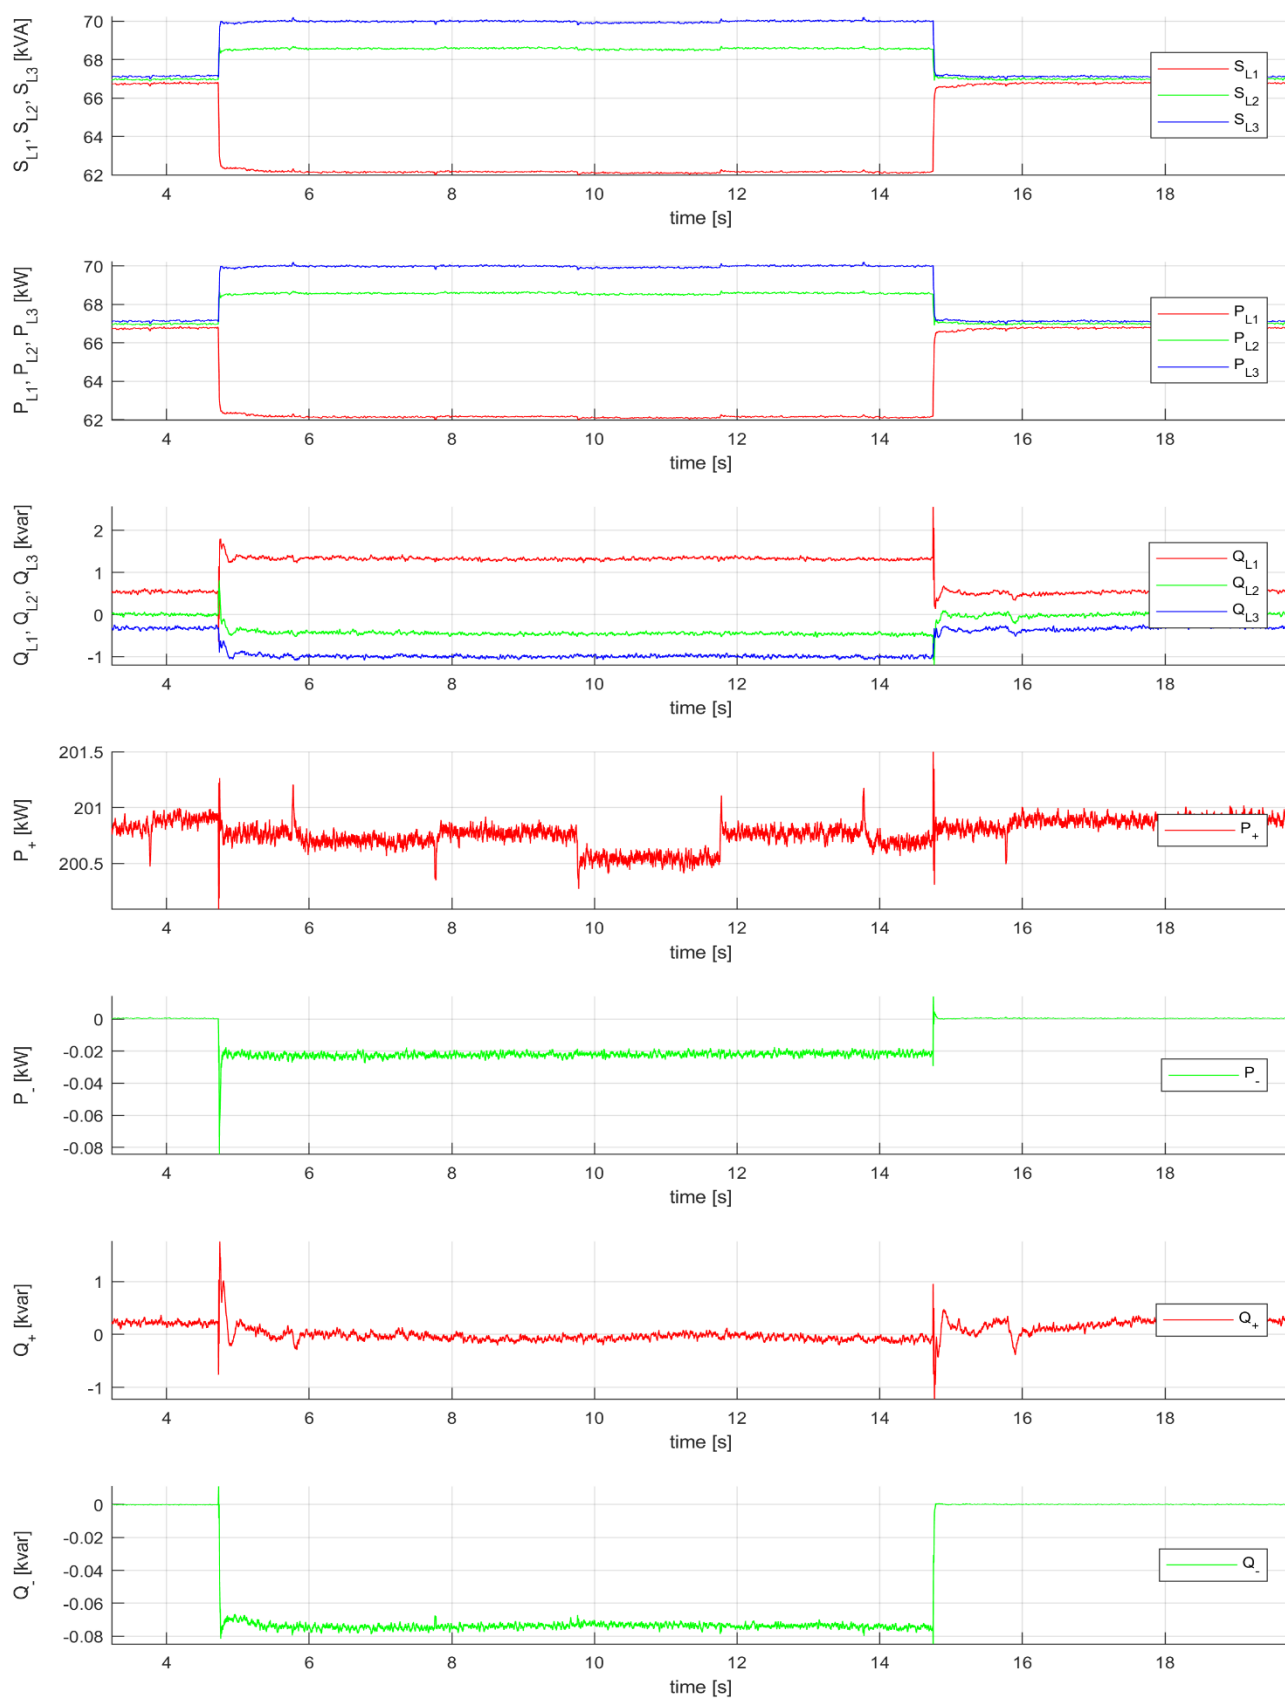 S_L1, S_L2, S_L3 [kVA]
70
68
66
64
62
S_L1
S_L2
S_L3
4 6 8 10 12 14 16 18
time [s]
P_L1, P_L2, P_L3 [kW]
70
68
66
64
62
P_L1
P_L2
P_L3
4 6 8 10 12 14 16 18
time [s]
Q_L1, Q_L2, Q_L3 [kvar]
2
1
0
-1
Q_L1
Q_L2
Q_L3
4 6 8 10 12 14 16 18
time [s]
P_+ [kW]
201.5
201
200.5
P_+
4 6 8 10 12 14 16 18
time [s]
P_- [kW]
0
-0.02
-0.04
-0.06
-0.08
P_-
4 6 8 10 12 14 16 18
time [s]
Q_+ [kvar]
1
0
-1
Q_+
4 6 8 10 12 14 16 18
time [s]
Q_- [kvar]
0
-0.02
-0.04
-0.06
-0.08
Q_-
4 6 8 10 12 14 16 18
time [s]